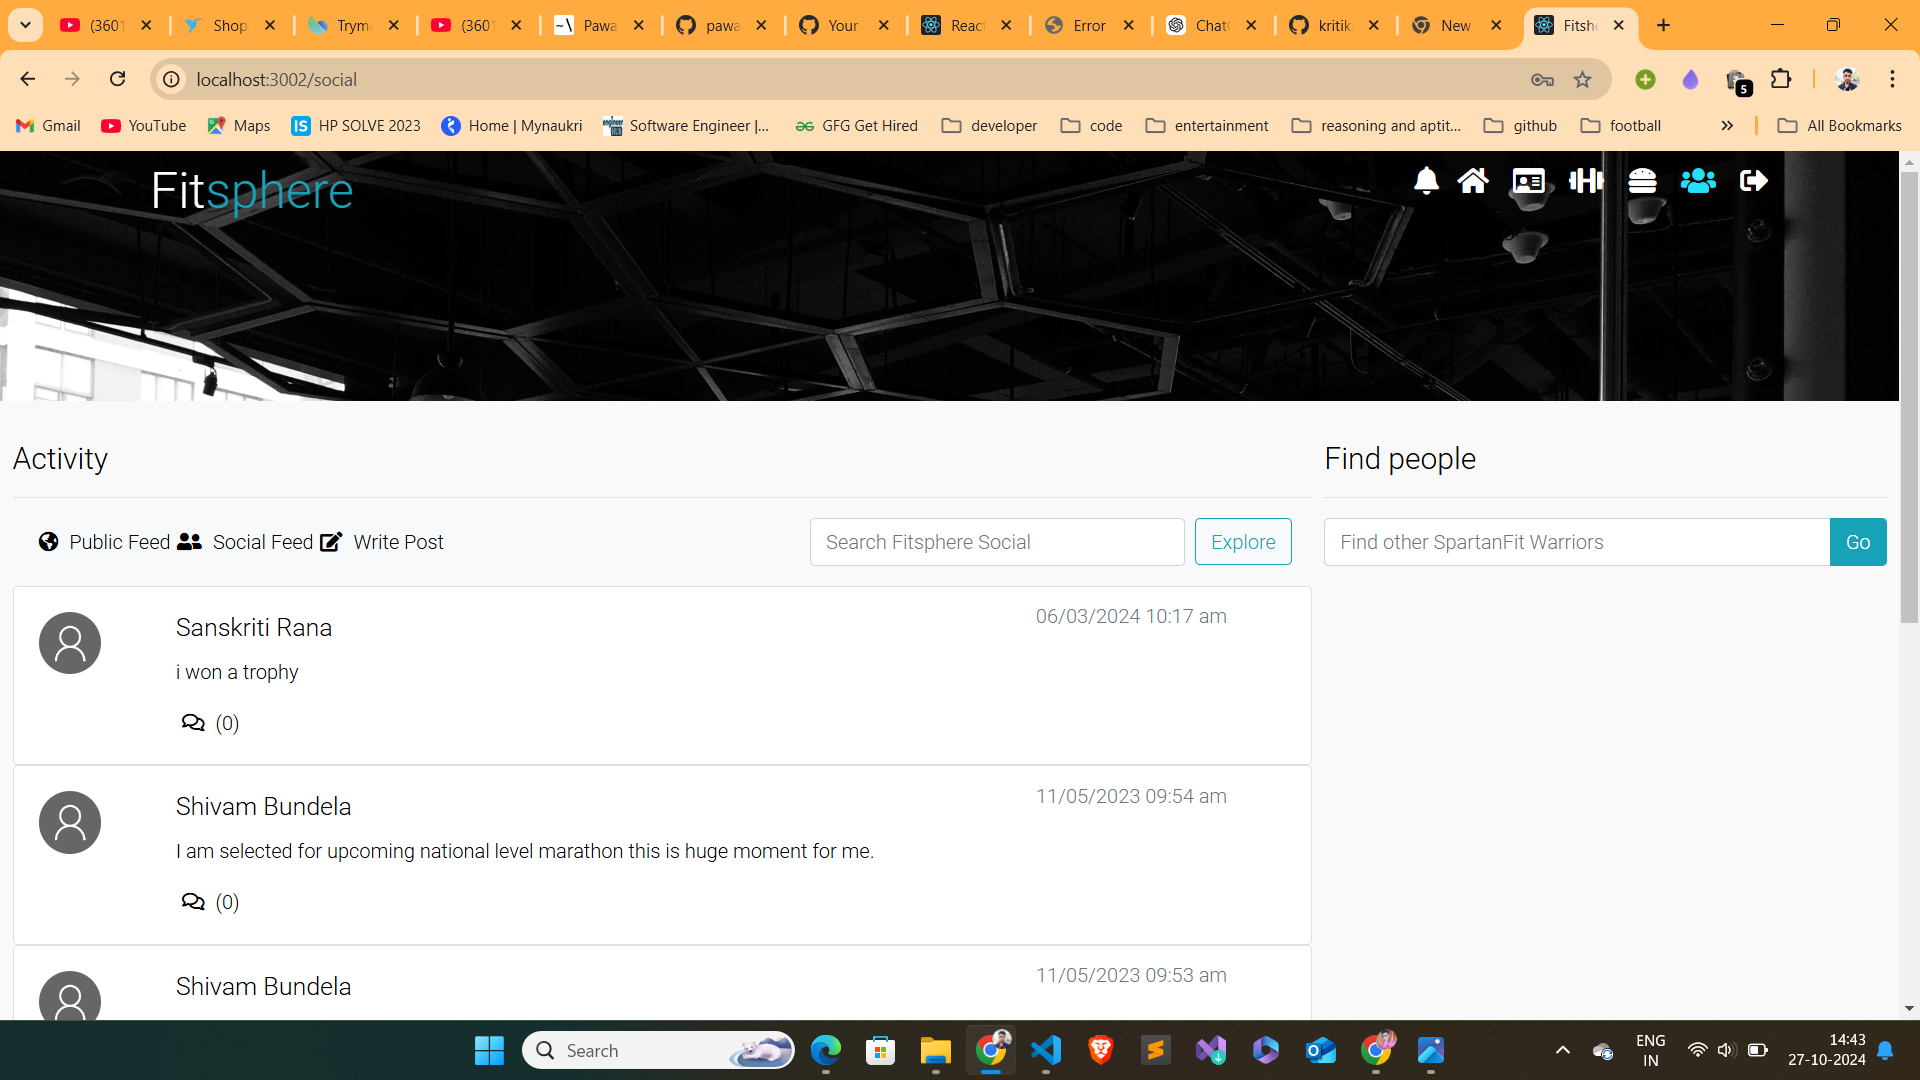 (360
Shop
Tryma
(360
Pawa
pawa
Your
React
Error
Chat
kritik
New
Fitsh
localhost:3002/social
5
Gmail
YouTube
Maps
HP SOLVE 2023
Home | Mynaukri
Software Engineer |...
GFG Get Hired
developer
code
entertainment
reasoning and aptit...
github
football
All Bookmarks
Fitsphere
Activity
Find people
Public Feed
Social Feed
Write Post
Search Fitsphere Social
Explore
Find other SpartanFit Warriors
Go
Sanskriti Rana
06/03/2024 10:17 am
i won a trophy
(0)
Shivam Bundela
11/05/2023 09:54 am
I am selected for upcoming national level marathon this is huge moment for me.
(0)
Shivam Bundela
11/05/2023 09:53 am
Search
ENG
IN
14:43
27-10-2024